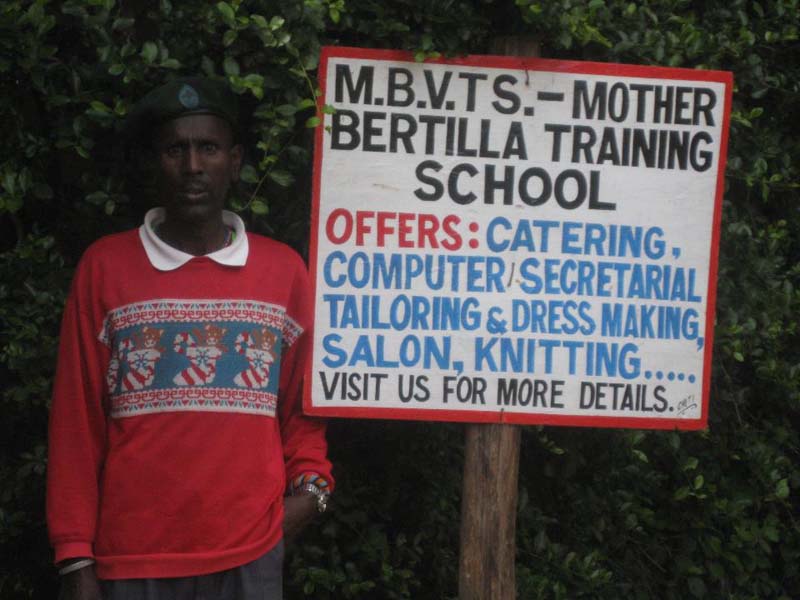 M.B.V.T.S.-MOTHER
BERTILLA TRAINING
SCHOOL
OFFERS: CATERING,
COMPUTER/SECRETARIAL
TAILORING & DRESS MAKING,
SALON, KNITTING.....
VISIT US FOR MORE DETAILS.